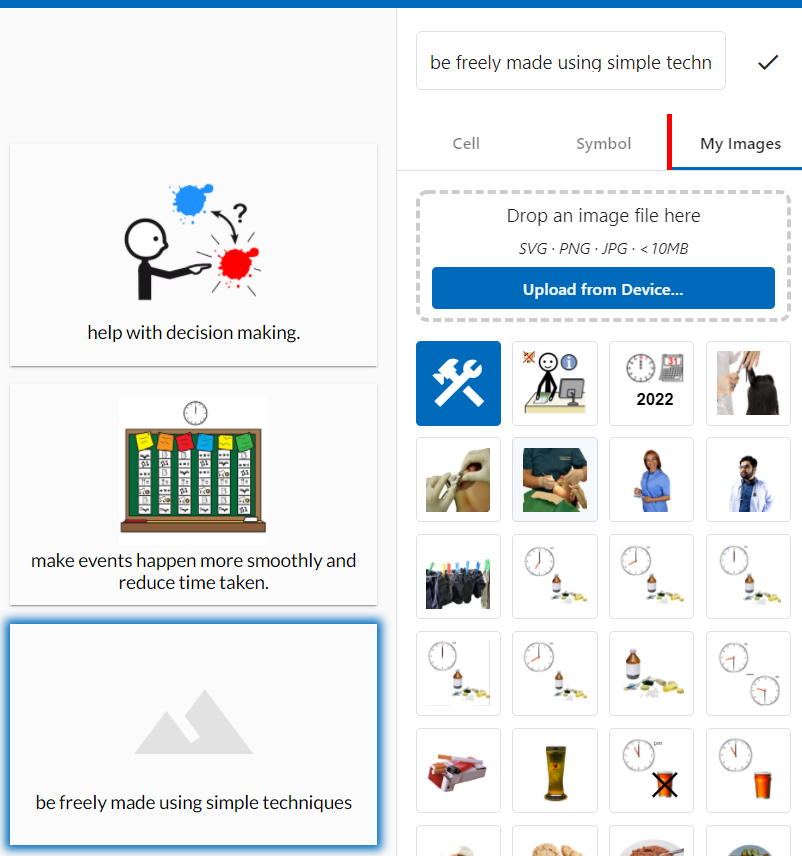 help with decision making.
make events happen more smoothly and
reduce time taken.
be freely made using simple techniques
be freely made using simple techn
Cell
Symbol
My Images
Drop an image file here
SVG · PNG · JPG · < 10MB
Upload from Device...
?
i
31
2022
pm